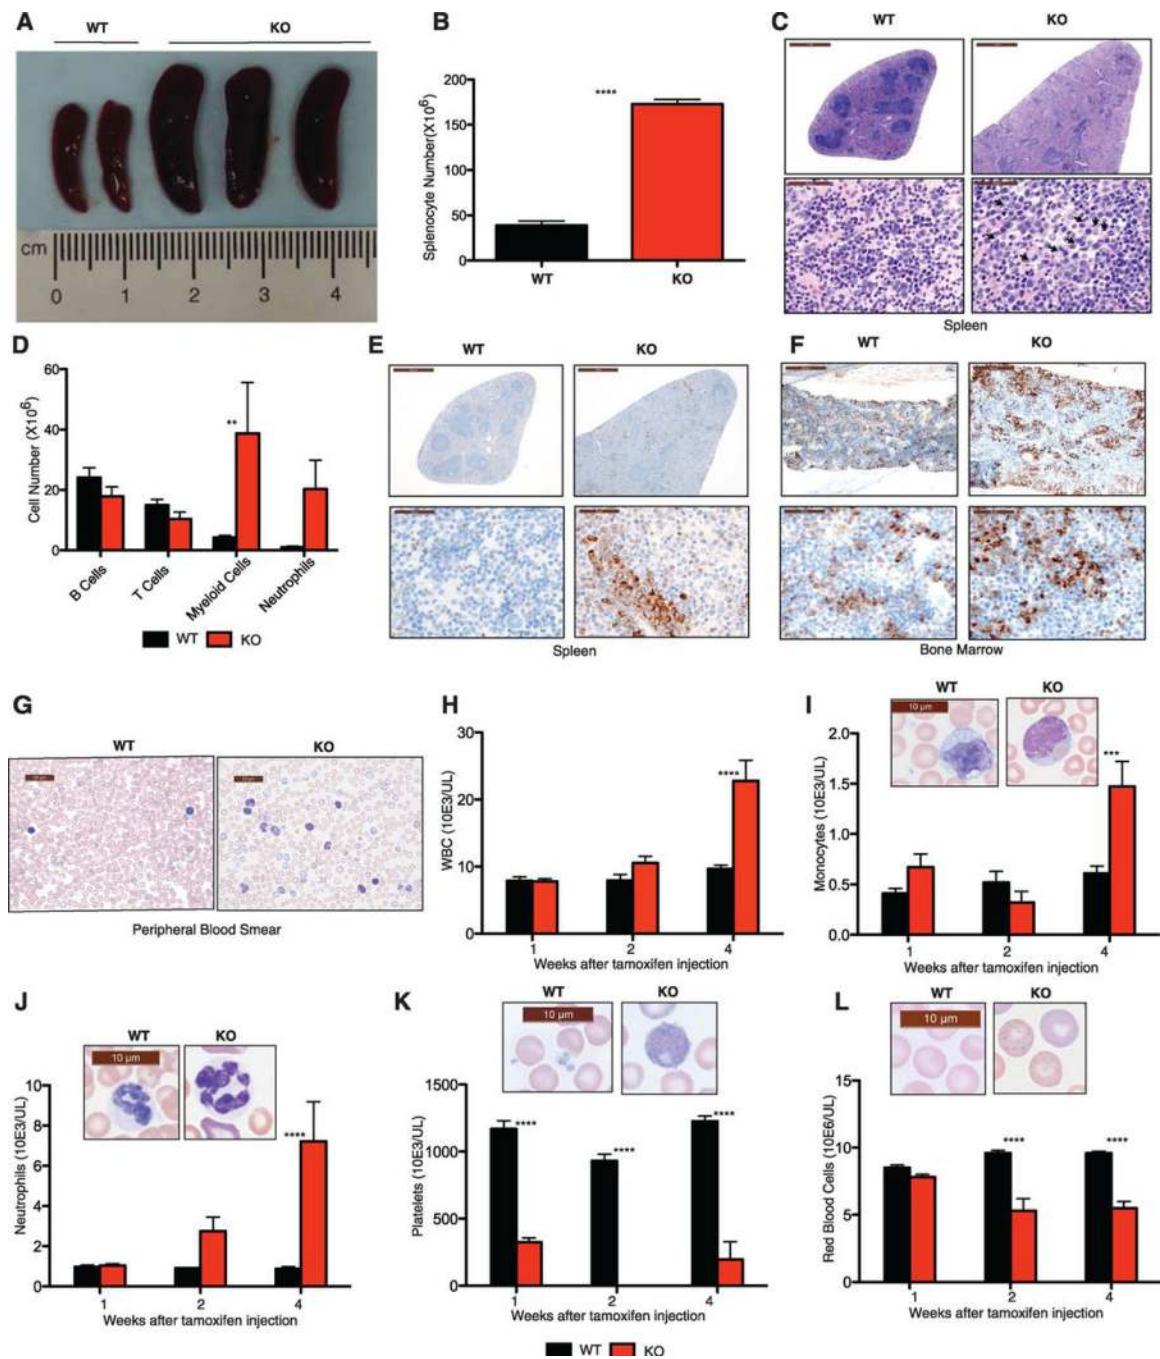 A
WT KO
cm
0 1 2 3 4
B
Splenocyte Number(X10⁶)
200
150
100
50
0
****
WT KO
C
WT KO
Spleen
D
Cell Number (X10⁶)
60
40
20
0
**
B Cells T Cells Myeloid Cells Neutrophils
WT KO
E
WT KO
Spleen
F
WT KO
Bone Marrow
G
WT KO
Peripheral Blood Smear
H
WBC (10E3/UL)
30
20
10
0
****
1 2 4
Weeks after tamoxifen injection
I
WT KO
10 µm
Monocytes (10E3/UL)
2.0
1.5
1.0
0.5
0.0
***
1 2 4
Weeks after tamoxifen injection
J
WT KO
10 µm
Neutrophils (10E3/UL)
10
8
6
4
2
0
****
1 2 4
Weeks after tamoxifen injection
K
WT KO
10 µm
Platelets (10E3/UL)
1500
1000
500
0
**** **** ****
1 2 4
Weeks after tamoxifen injection
WT KO
L
WT KO
10 µm
Red Blood Cells (10E6/UL)
15
10
5
0
**** ****
1 2 4
Weeks after tamoxifen injection